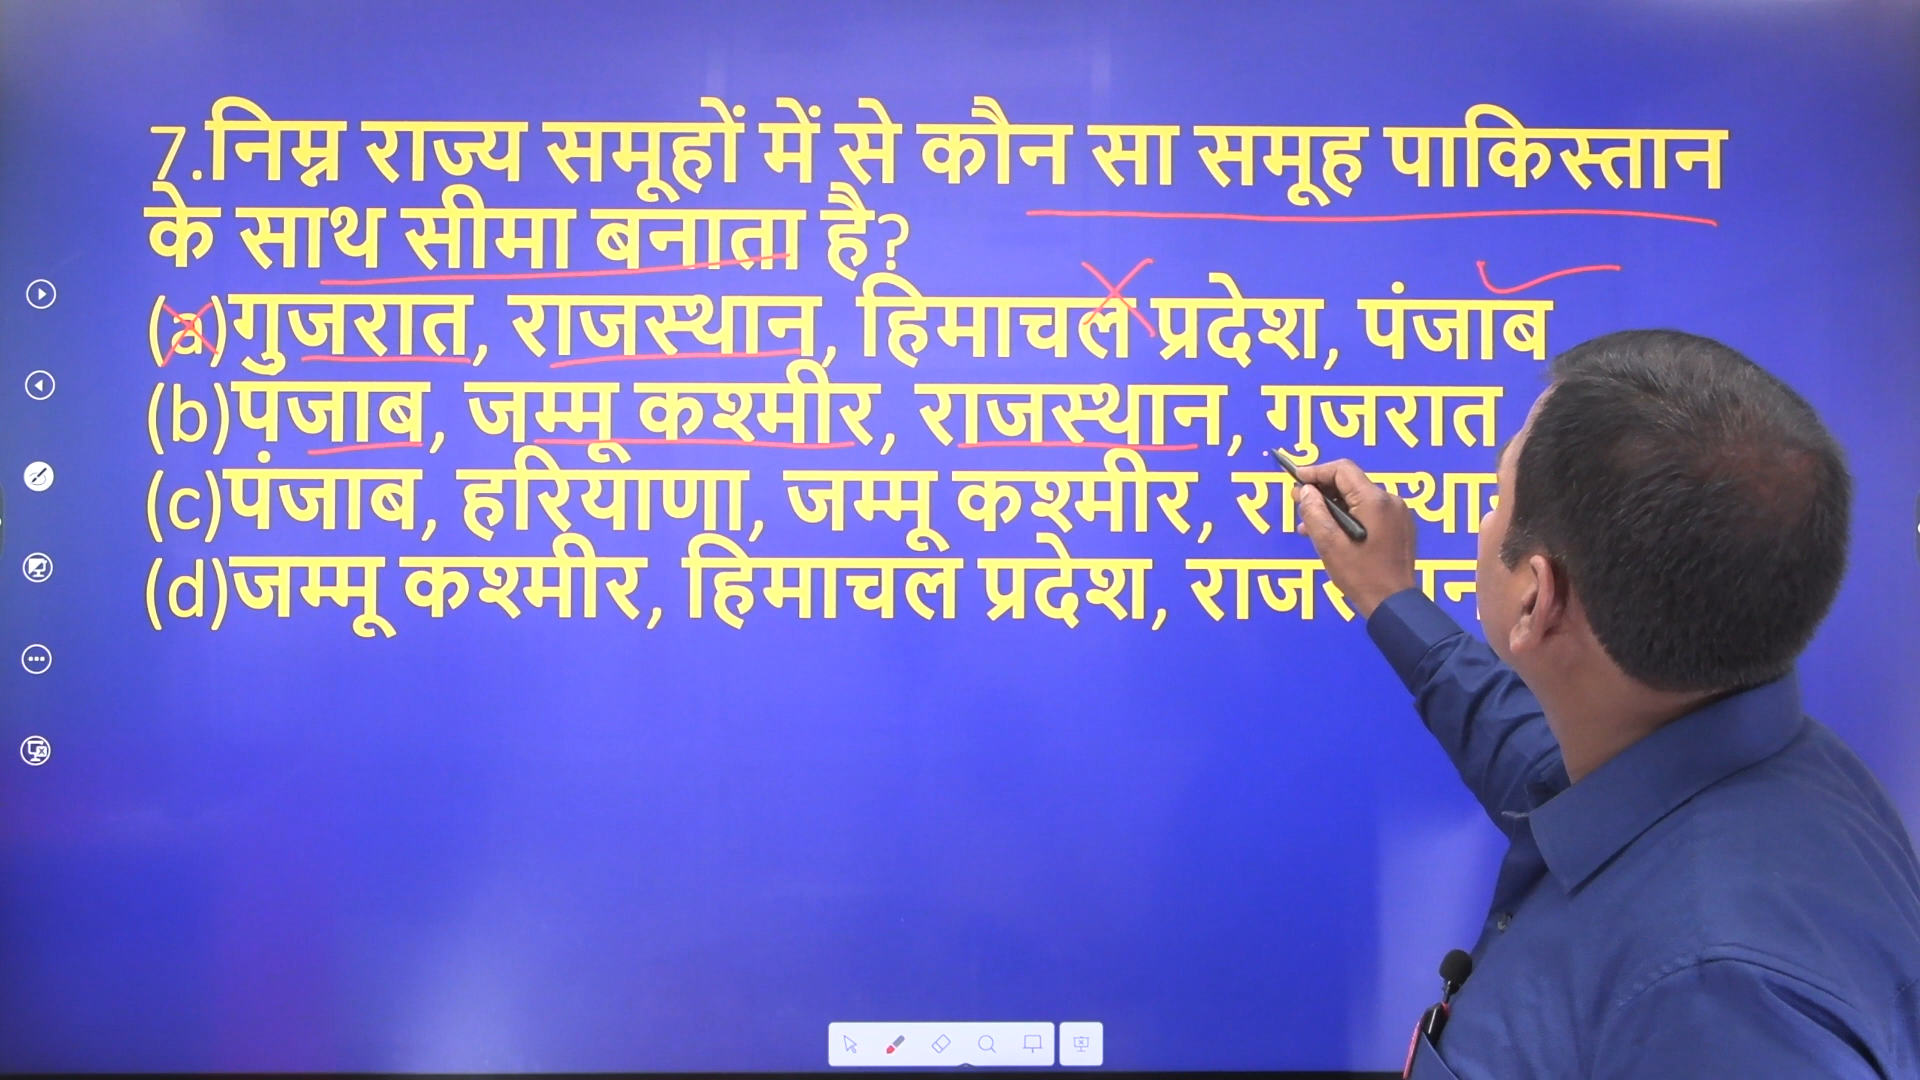 7.निम्न राज्य समूहों में से कौन सा समूह पाकिस्तान
के साथ सीमा बनाता है?
(a)गुजरात, राजस्थान, हिमाचल प्रदेश, पंजाब
(b)पंजाब, जम्मू कश्मीर, राजस्थान, गुजरात
(c)पंजाब, हरियाणा, जम्मू कश्मीर,
(d)जम्मू कश्मीर, हिमाचल प्रदेश,